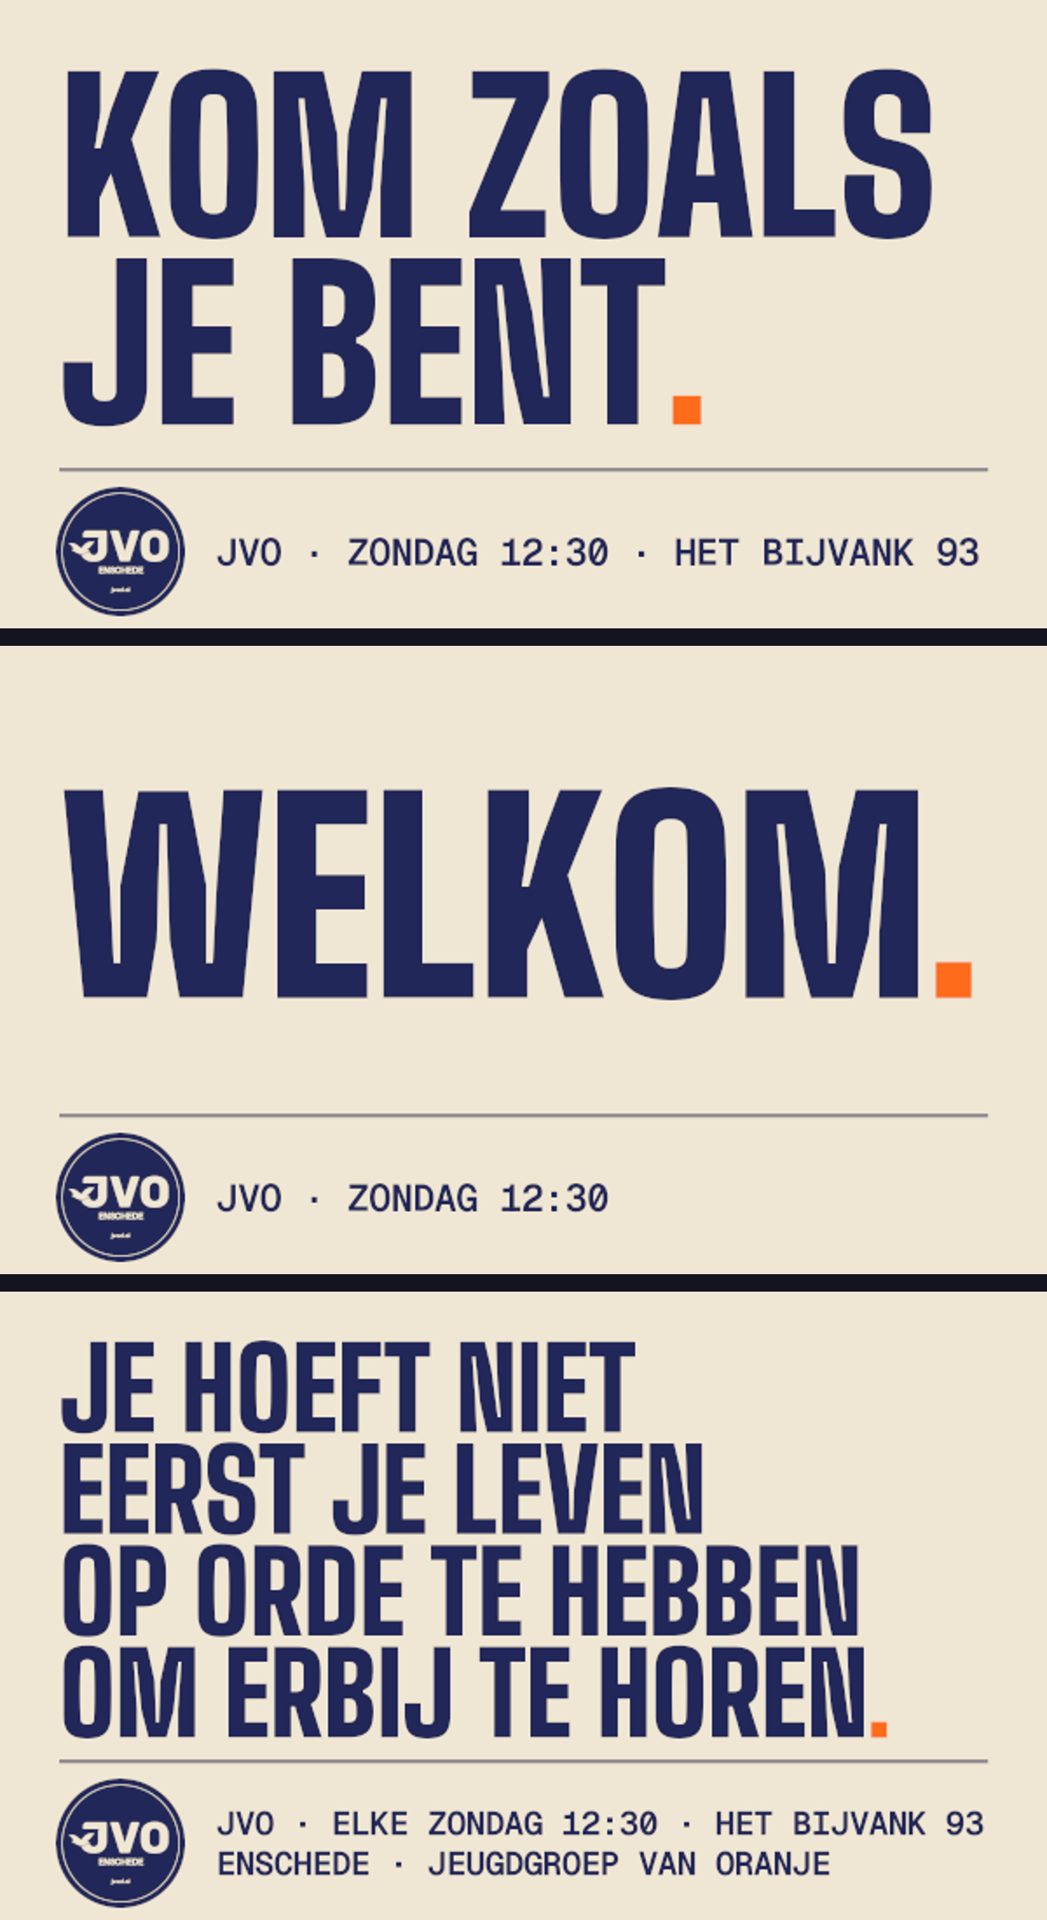 KOM ZOALS
JE BENT.
JVO
ENSCHEDE
JVO · ZONDAG 12:30 · HET BIJVANK 93
WELKOM.
JVO
ENSCHEDE
JVO · ZONDAG 12:30
JE HOEFT NIET
EERST JE LEVEN
OP ORDE TE HEBBEN
OM ERBIJ TE HOREN.
JVO
ENSCHEDE
JVO · ELKE ZONDAG 12:30 · HET BIJVANK 93
ENSCHEDE · JEUGDGROEP VAN ORANJE